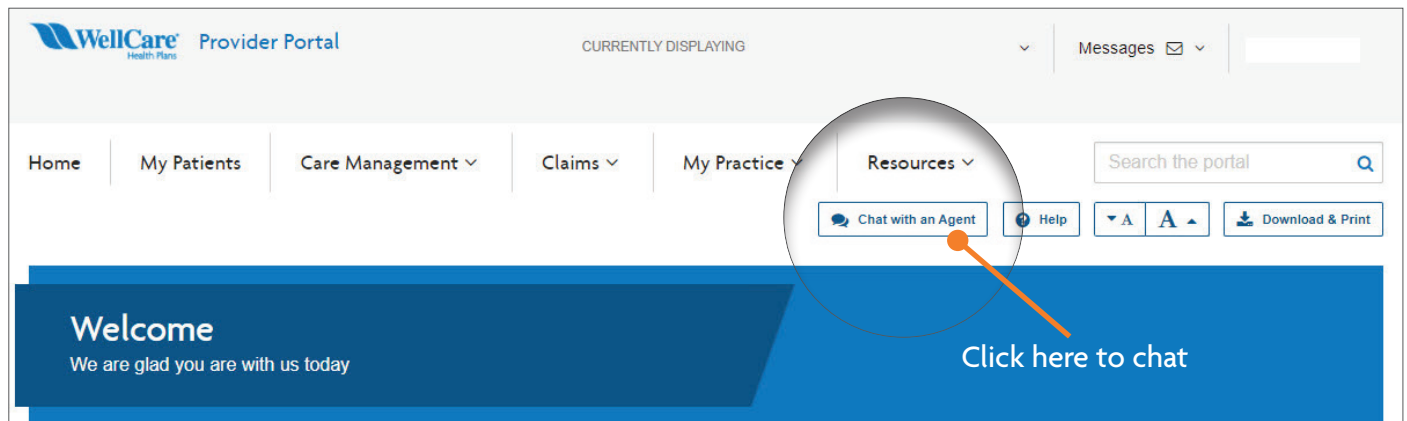 WellCare Health Plans Provider Portal
CURRENTLY DISPLAYING
Messages
Home My Patients Care Management Claims My Practice Resources
Search the portal
Chat with an Agent Help A A Download & Print
Welcome
We are glad you are with us today
Click here to chat